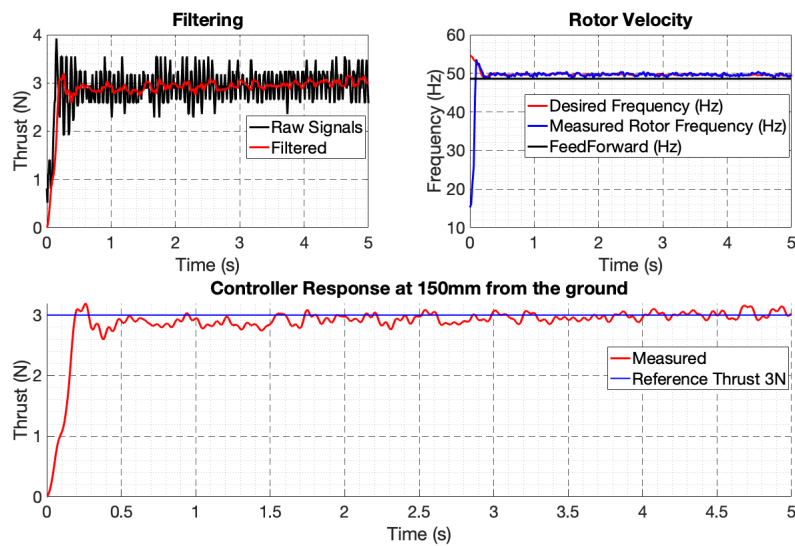 Filtering
Thrust (N)
4
3
2
1
0
0 1 2 3 4 5
Time (s)
Raw Signals
Filtered
Rotor Velocity
Frequency (Hz)
60
50
40
30
20
10
0 1 2 3 4 5
Time (s)
Desired Frequency (Hz)
Measured Rotor Frequency (Hz)
FeedForward (Hz)
Controller Response at 150mm from the ground
Thrust (N)
3
2
1
0
0 0.5 1 1.5 2 2.5 3 3.5 4 4.5 5
Time (s)
Measured
Reference Thrust 3N